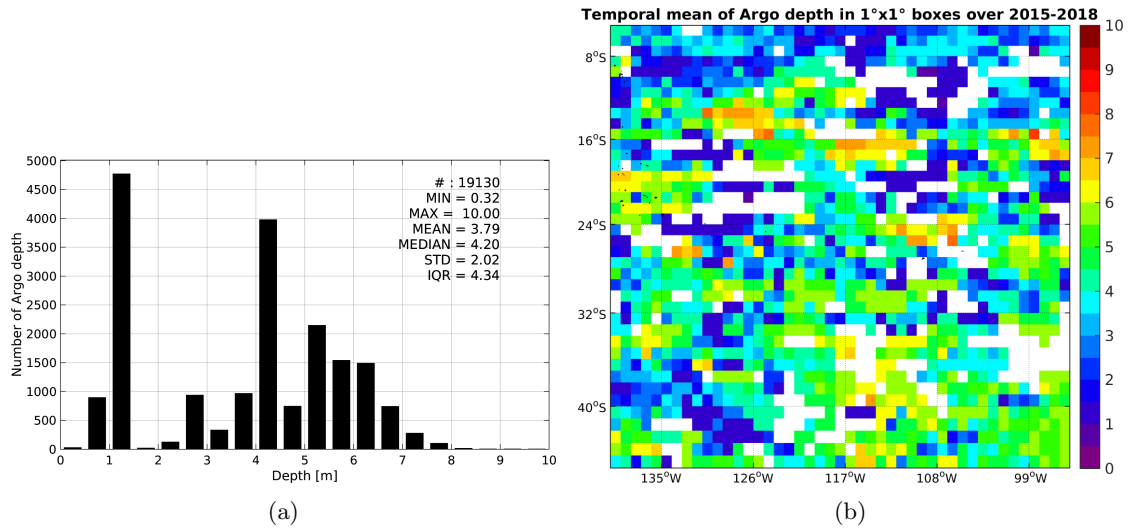 Temporal mean of Argo depth in 1°x1° boxes over 2015-2018
5000
4500
4000
3500
3000
2500
2000
1500
1000
500
0
Number of Argo depth
# : 19130
MIN = 0.32
MAX = 10.00
MEAN = 3.79
MEDIAN = 4.20
STD = 2.02
IQR = 4.34
0 1 2 3 4 5 6 7 8 9 10
Depth [m]
(a)
8°S
16°S
24°S
32°S
40°S
135°W 126°W 117°W 108°W 99°W
10
9
8
7
6
5
4
3
2
1
0
(b)